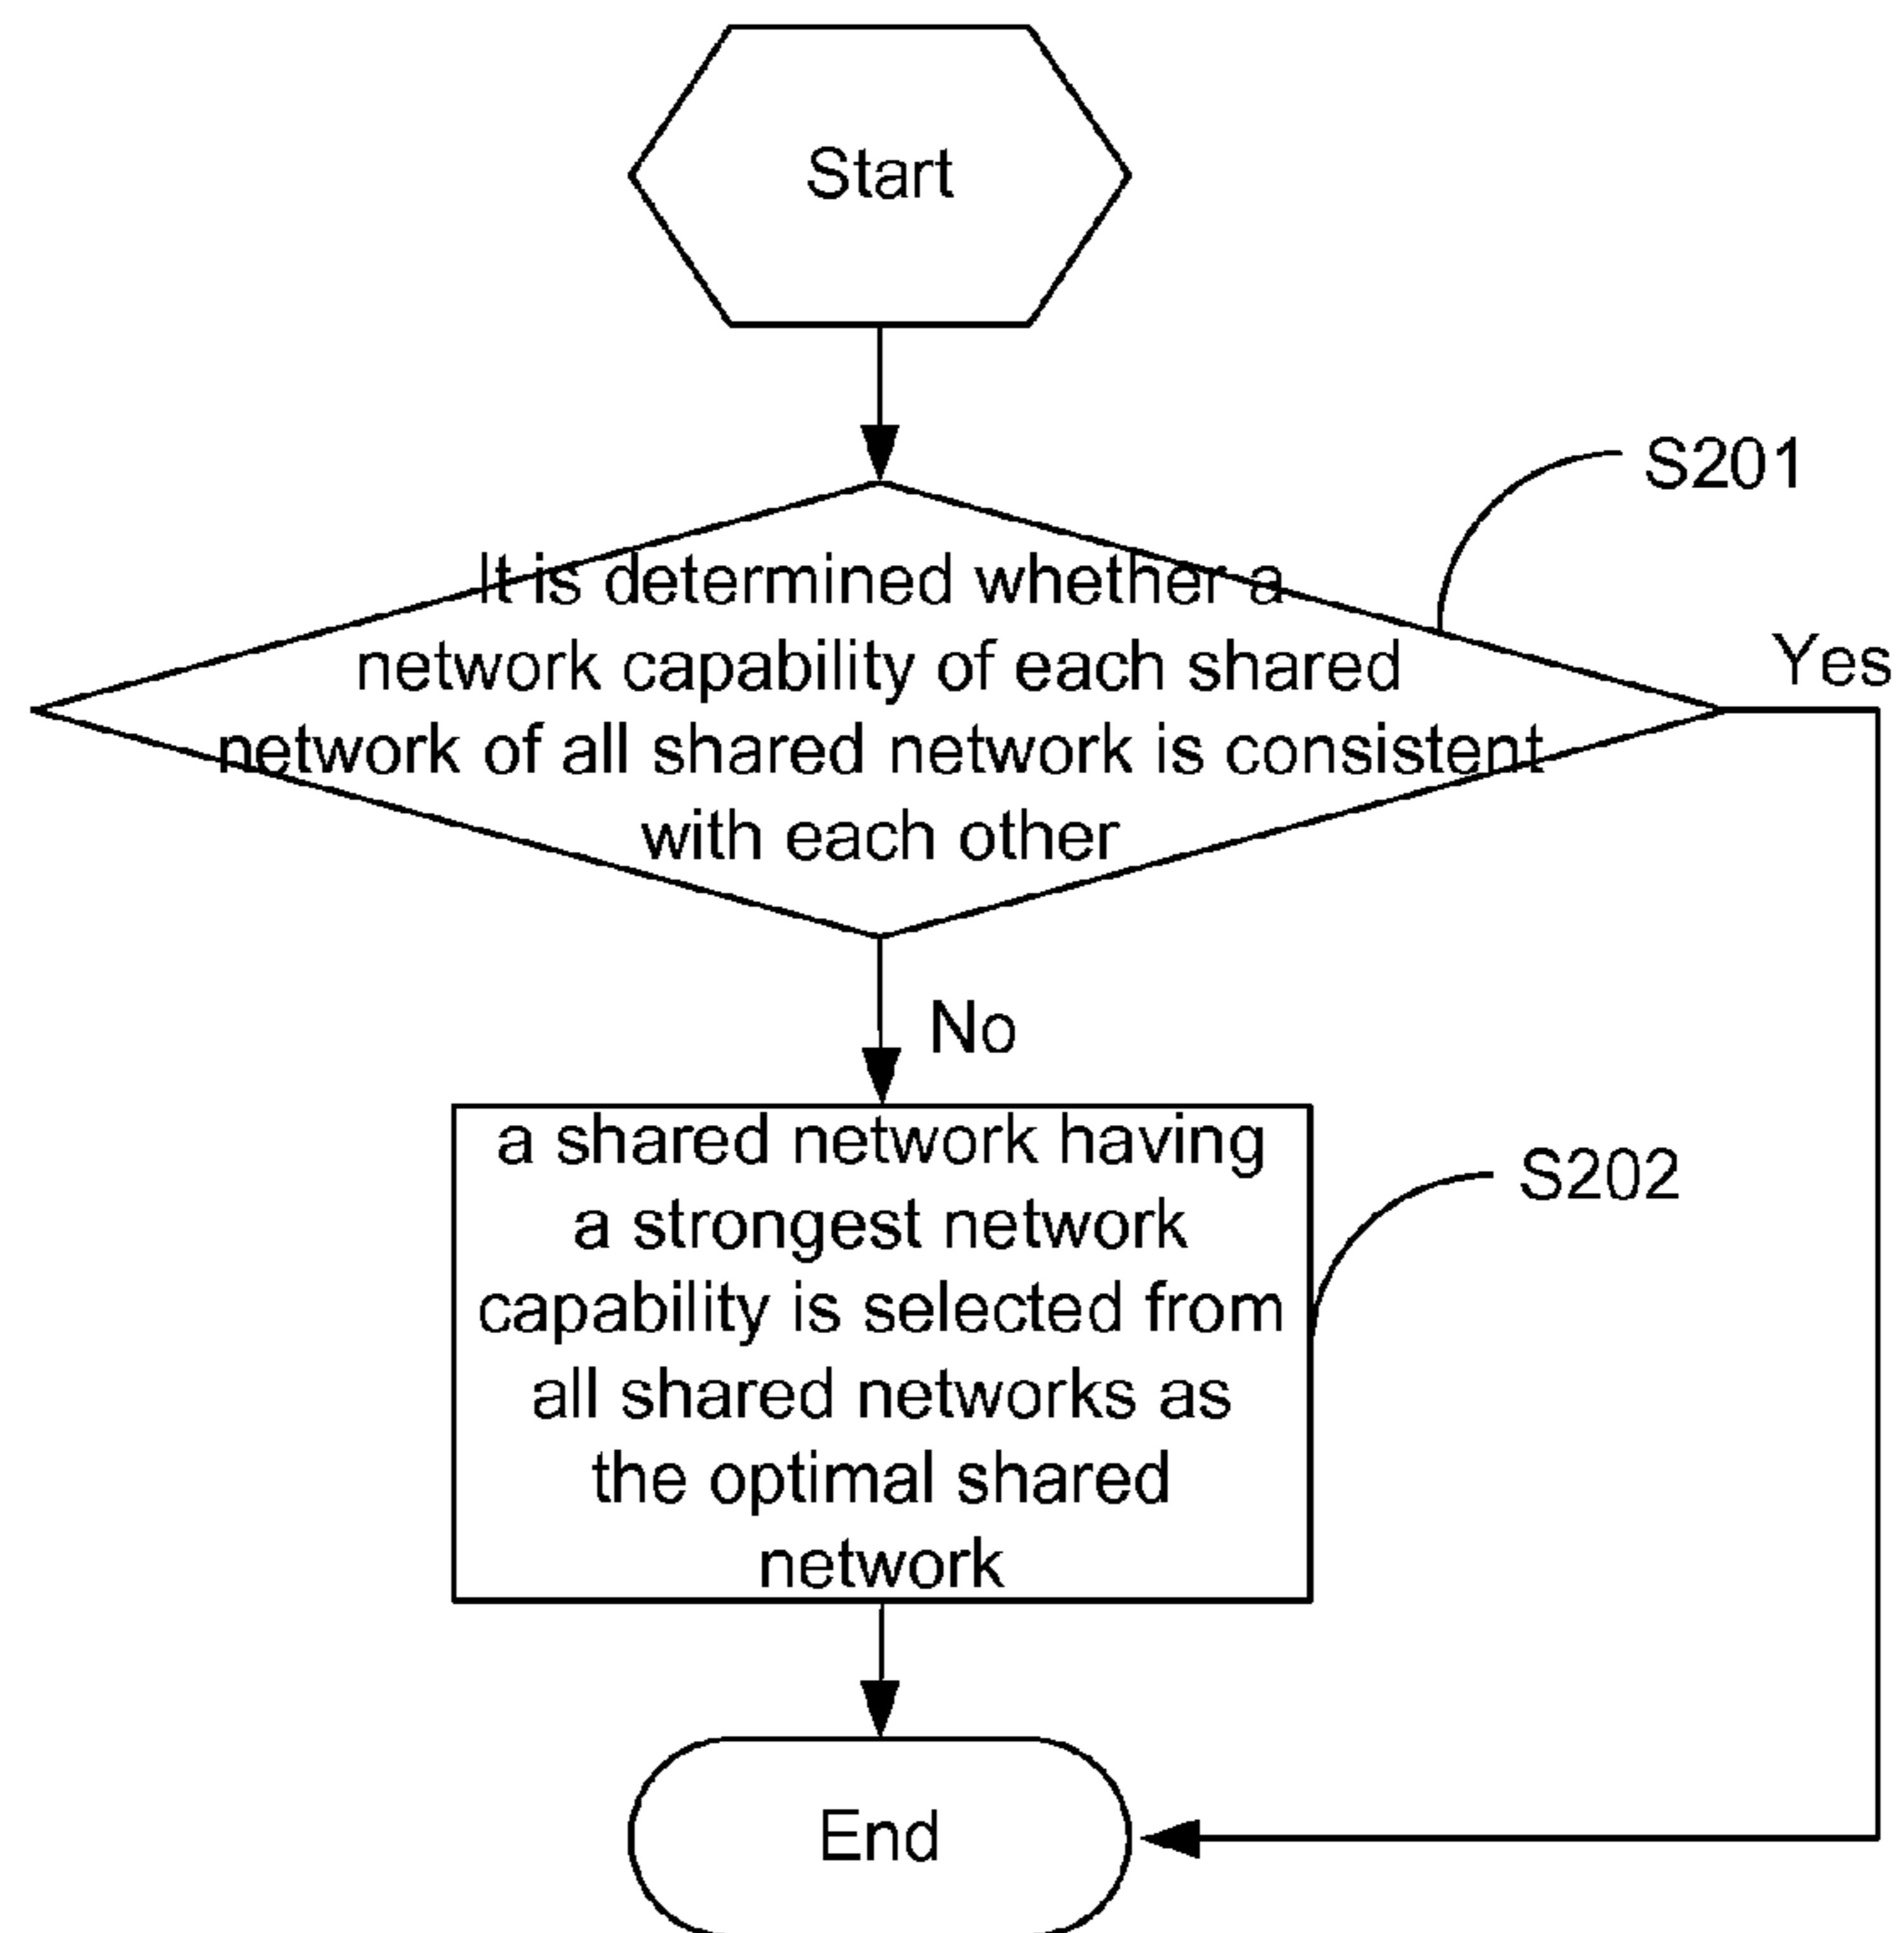 Start
S201
It is determined whether a
network capability of each shared
network of all shared network is consistent
with each other
Yes
No
a shared network having
a strongest network
capability is selected from
all shared networks as
the optimal shared
network
S202
End